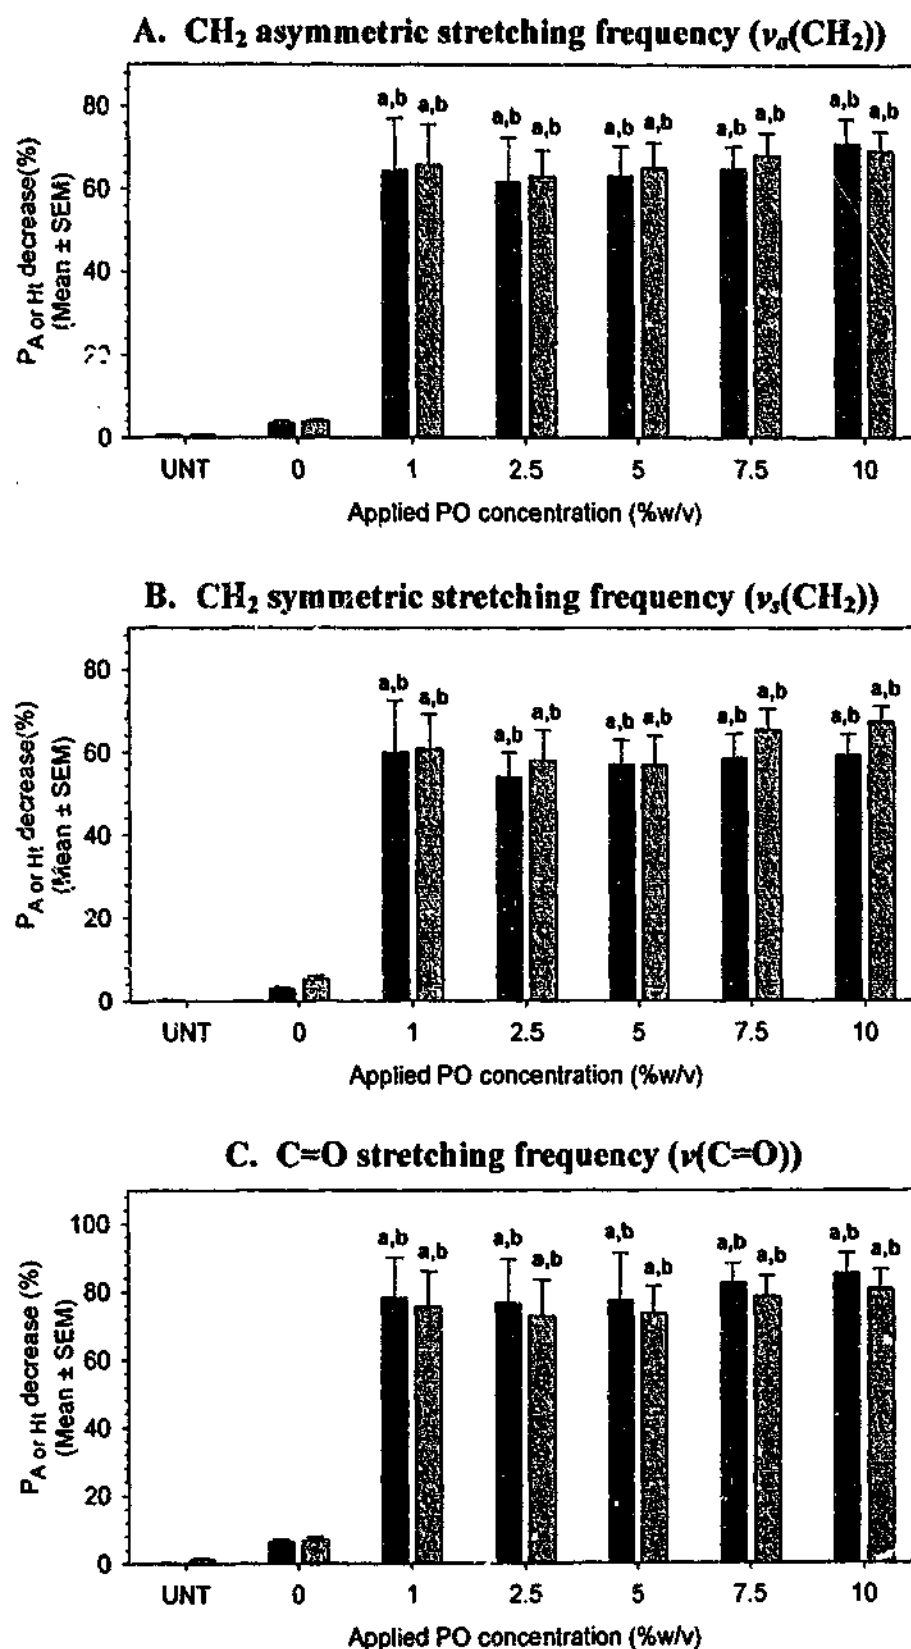 A. CH₂ asymmetric stretching frequency (νₐ(CH₂))
P_A or Ht decrease(%)
(Mean ± SEM)
80
60
40
0
a,b a,b a,b a,b a,b a,b a,b a,b a,b a,b
UNT 0 1 2.5 5 7.5 10
Applied PO concentration (%w/v)
B. CH₂ symmetric stretching frequency (νₛ(CH₂))
P_A or Ht decrease(%)
(Mean ± SEM)
80
60
40
20
0
a,b a,b a,b a,b a,b a,b a,b a,b a,b a,b
UNT 0 1 2.5 5 7.5 10
Applied PO concentration (%w/v)
C. C=O stretching frequency (ν(C=O))
P_A or Ht decrease (%)
(Mean ± SEM)
100
80
60
40
20
0
a,b a,b a,b a,b a,b a,b a,b a,b a,b a,b
UNT 0 1 2.5 5 7.5 10
Applied PO concentration (%w/v)